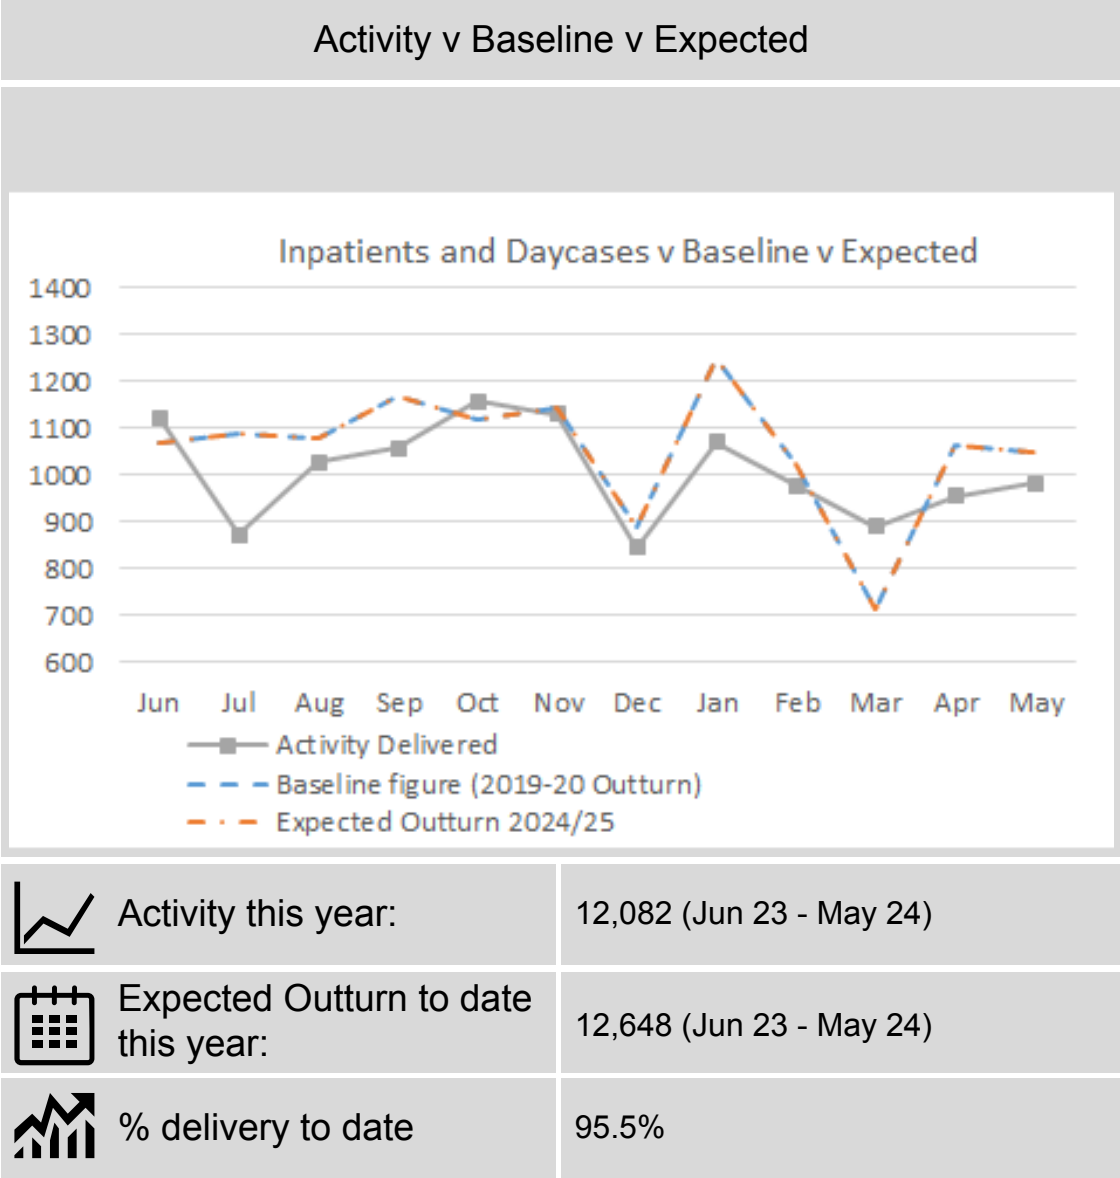 Activity v Baseline v Expected
Inpatients and Daycases v Baseline v Expected
1400
1300
1200
1100
1000
900
800
700
600
Jun Jul Aug Sep Oct Nov Dec Jan Feb Mar Apr May
Activity Delivered
Baseline figure (2019-20 Outturn)
Expected Outturn 2024/25
Activity this year: 12,082 (Jun 23 - May 24)
Expected Outturn to date
this year: 12,648 (Jun 23 - May 24)
% delivery to date 95.5%